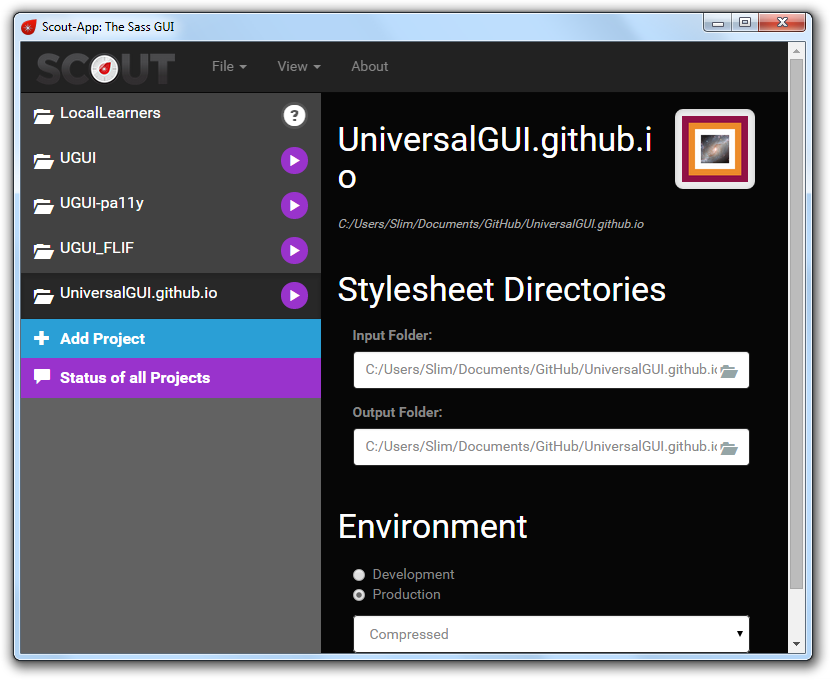 Scout-App: The Sass GUI
SCOUT
File View About
LocalLearners
?
UGUI
UGUI-pa11y
UGUI_FLIF
UniversalGUI.github.io
Add Project
Status of all Projects
UniversalGUI.github.i
o
C:/Users/Slim/Documents/GitHub/UniversalGUI.github.io
Stylesheet Directories
Input Folder:
C:/Users/Slim/Documents/GitHub/UniversalGUI.github.io
Output Folder:
C:/Users/Slim/Documents/GitHub/UniversalGUI.github.io
Environment
Development
Production
Compressed